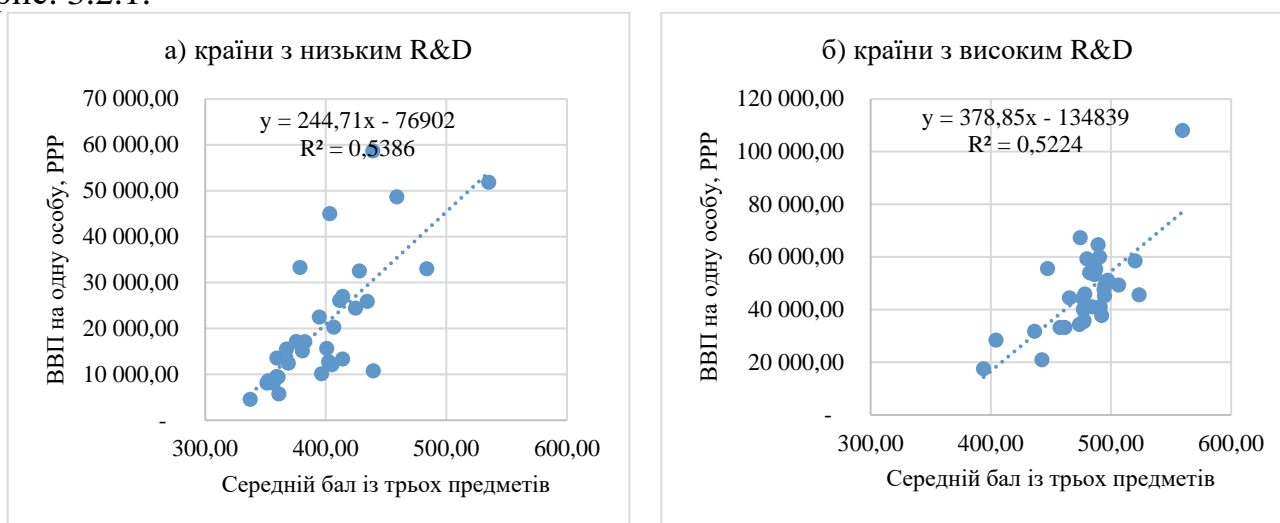 рис. 3.2.1.
а) країни з низьким R&D
70 000,00
60 000,00
50 000,00
40 000,00
30 000,00
20 000,00
10 000,00
-
ВВП на одну особу, PPP
y = 244,71x - 76902
R² = 0,5386
300,00 400,00 500,00 600,00
Середній бал із трьох предметів
б) країни з високим R&D
120 000,00
100 000,00
80 000,00
60 000,00
40 000,00
20 000,00
-
ВВП на одну особу, PPP
y = 378,85x - 134839
R² = 0,5224
300,00 400,00 500,00 600,00
Середній бал із трьох предметів